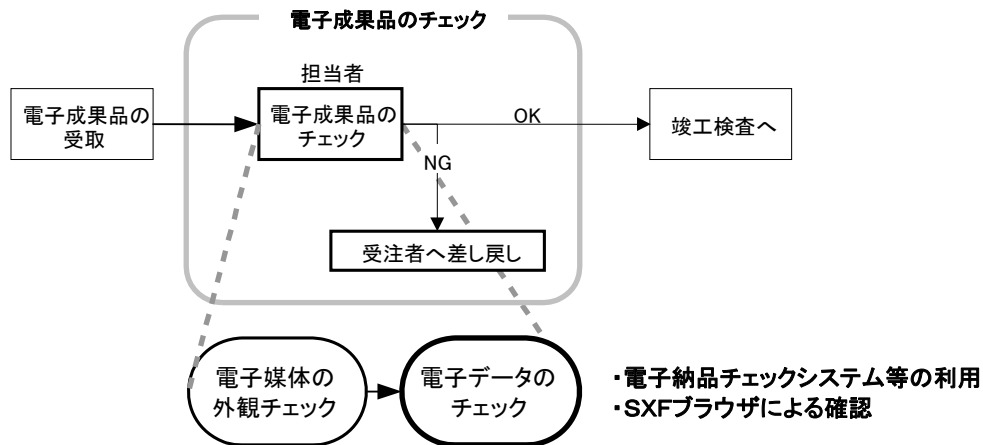 電子成果品のチェック
担当者
電子成果品の
受取
電子成果品の
チェック
OK
竣工検査へ
NG
受注者へ差し戻し
電子媒体の
外観チェック
電子データの
チェック
・電子納品チェックシステム等の利用
・SXFブラウザによる確認